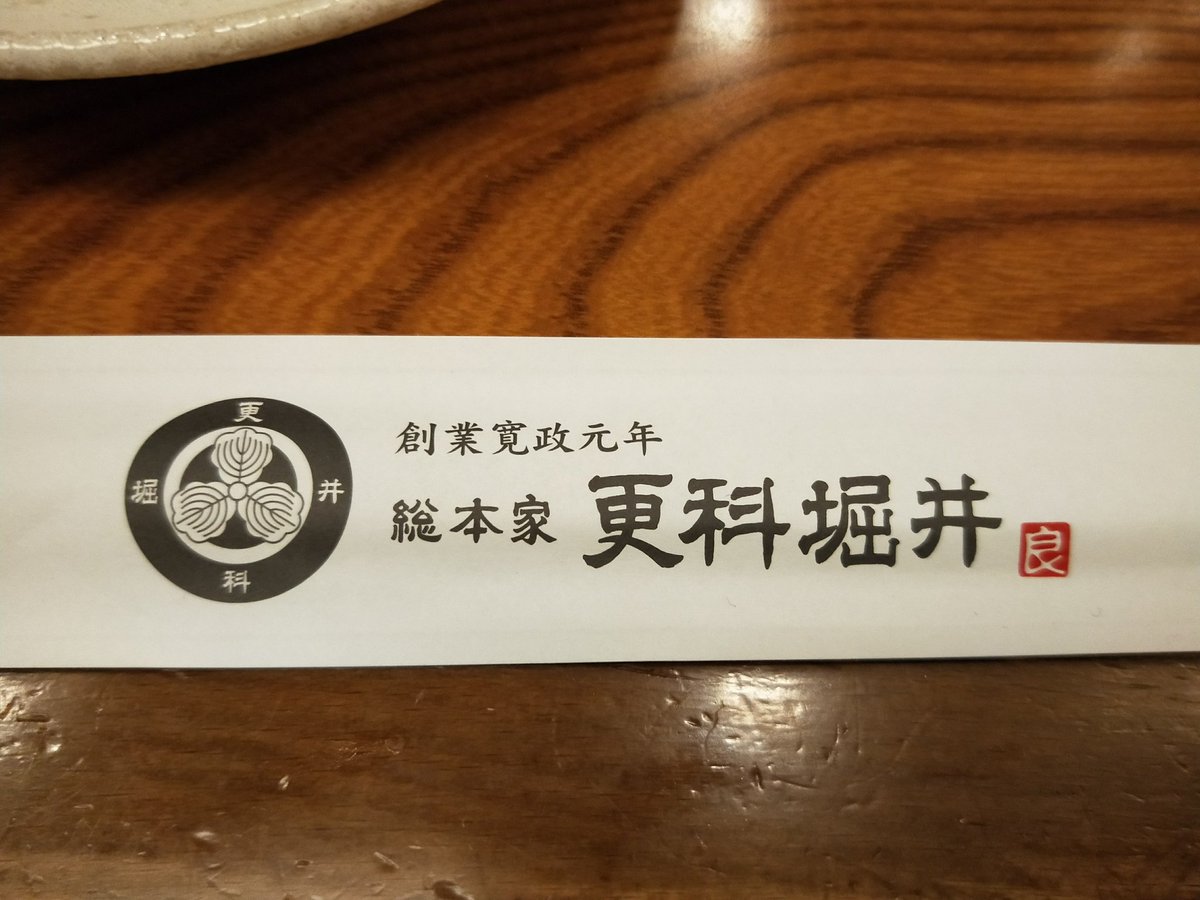 更
堀 井
科
創業寛政元年
総本家 更科堀井 良